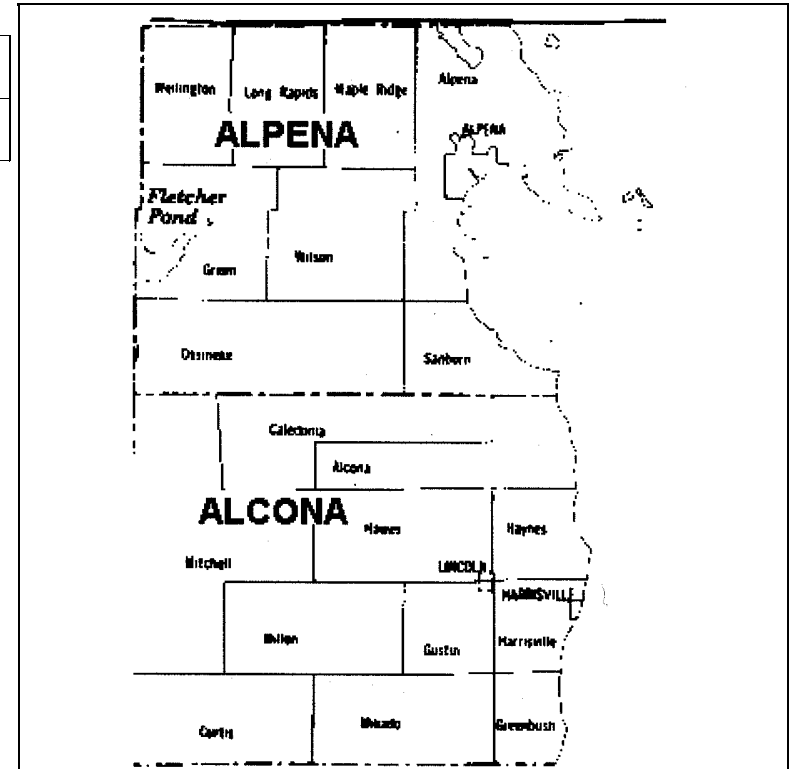 Wellington
Long Rapids
Maple Ridge
Alpena
ALPENA
ALPENA
Fletcher
Pond
Green
Wilson
Ossineke
Sanborn
Caledonia
Alcona
ALCONA
Hawes
Haynes
Mitchell
LINCOLN
HARRISVILLE
Millen
Gustin
Harrisville
Curtis
Mikado
Greenbush